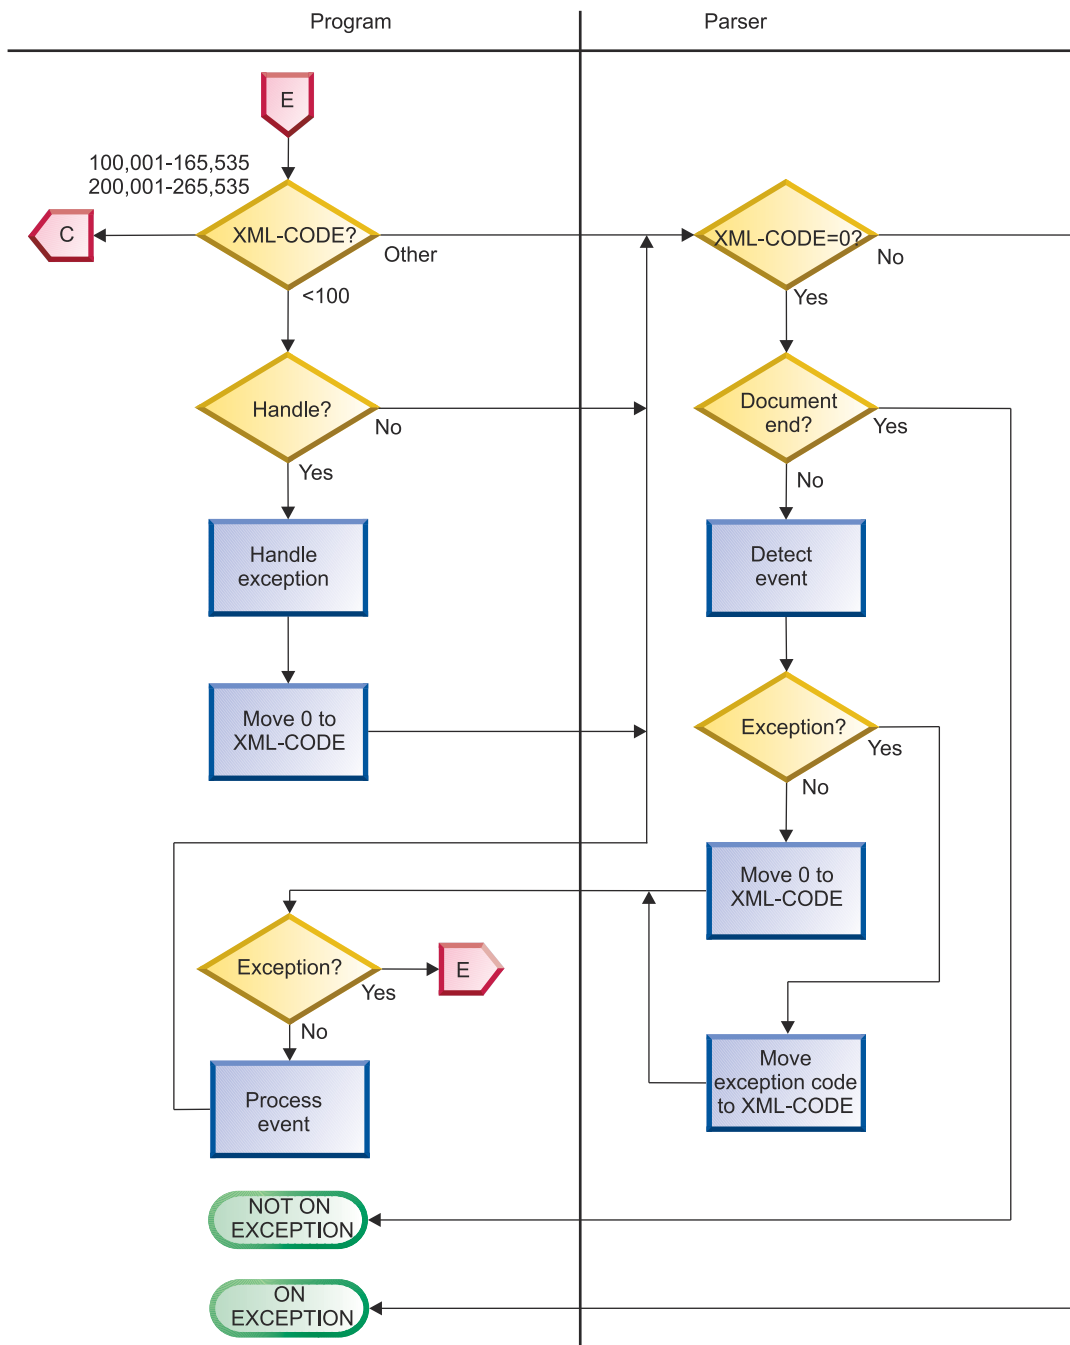 Program
Parser
E
100,001-165,535
200,001-265,535
C
XML-CODE?
Other
XML-CODE=0?
No
<100
Yes
Handle?
No
Document
end?
Yes
Yes
No
Handle
exception
Detect
event
Move 0 to
XML-CODE
Exception?
Yes
No
Move 0 to
XML-CODE
Exception?
Yes
E
No
Process
event
Move
exception code
to XML-CODE
NOT ON
EXCEPTION
ON
EXCEPTION